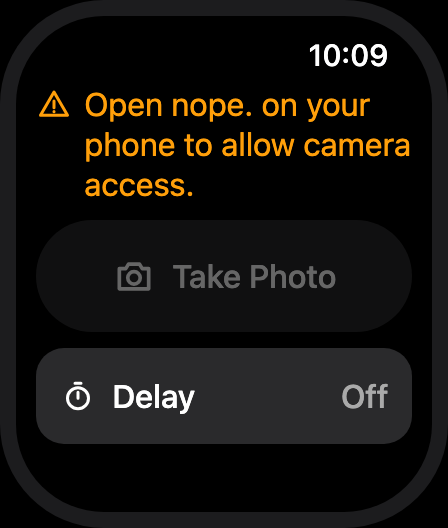 10:09
Open nope. on your
phone to allow camera
access.
Take Photo
Delay Off